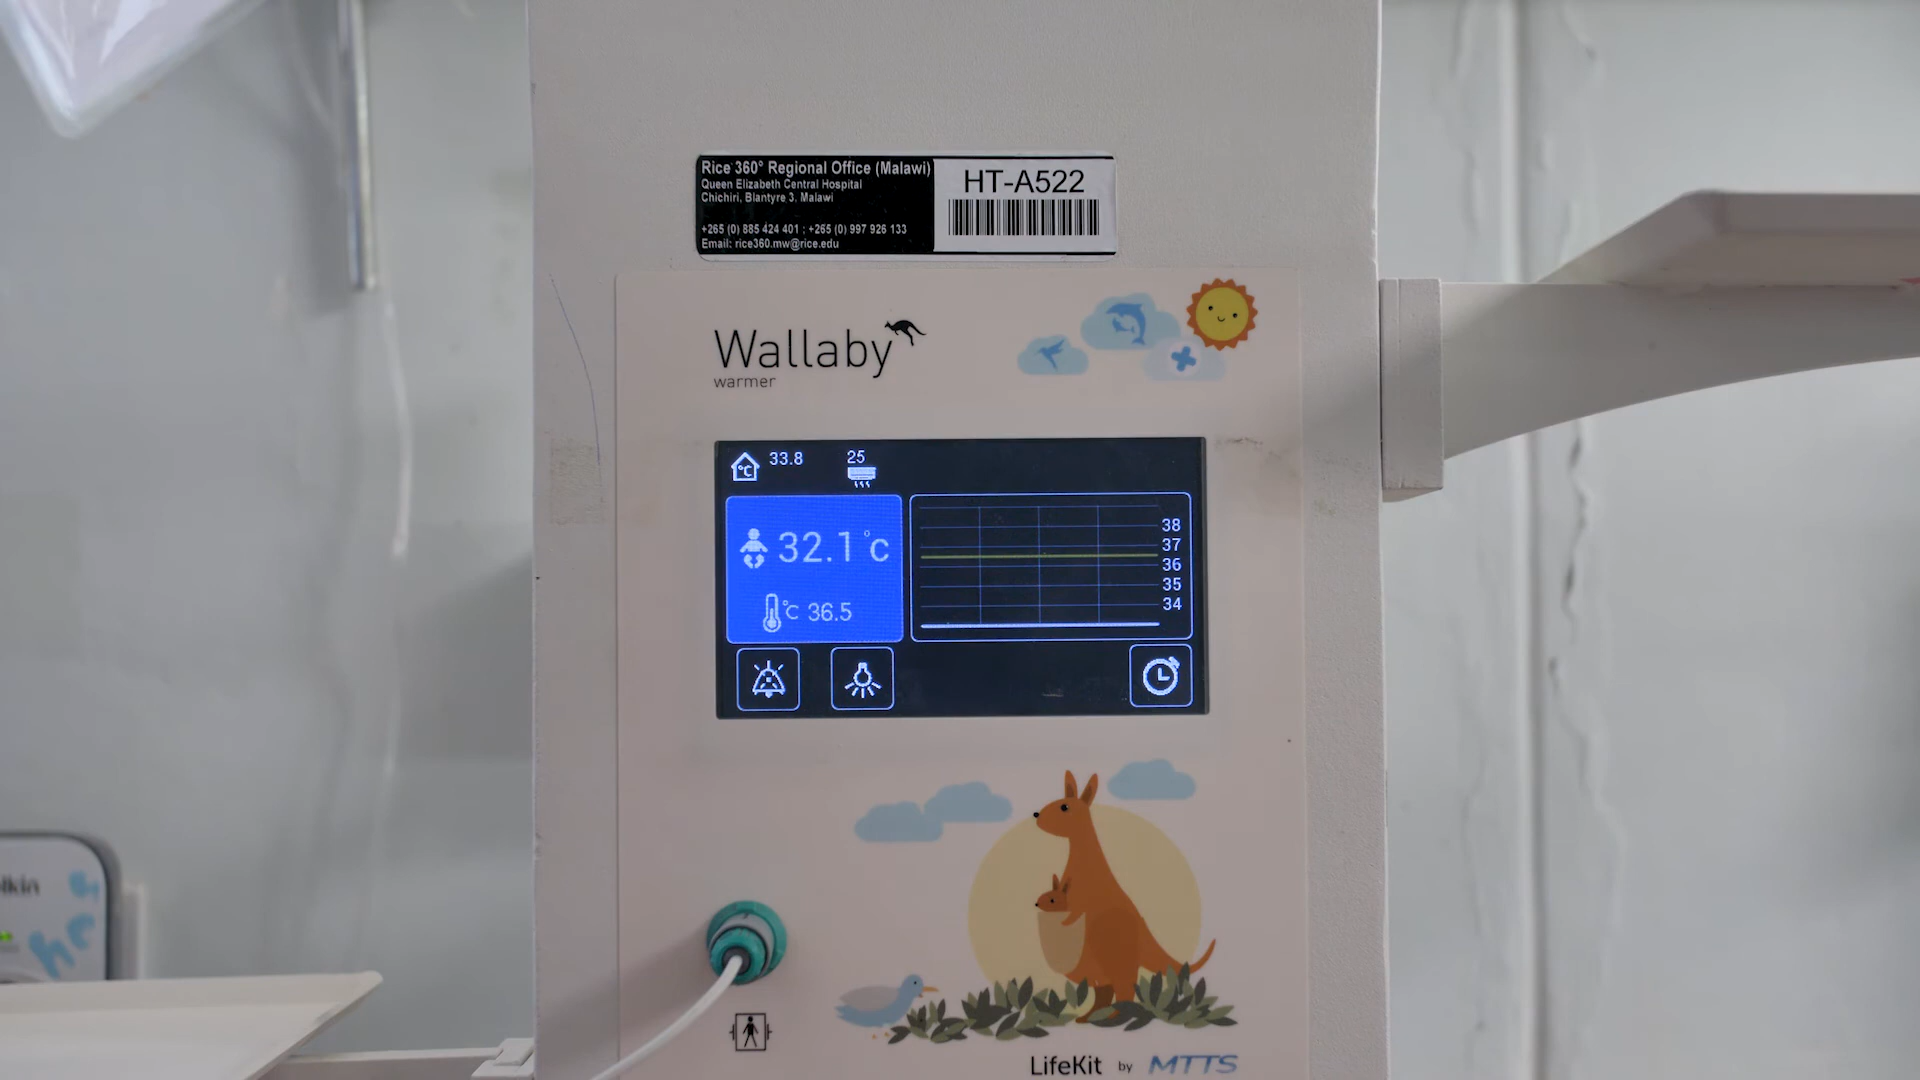 Rice 360° Regional Office (Malawi)
Queen Elizabeth Central Hospital
Chichiri, Blantyre 3, Malawi
+265 (0) 885 424 401 ; +265 (0) 997 926 133
Email: rice360.mw@rice.edu
HT-A522
Wallaby
warmer
33.8
25
°C
32.1 °c
°C 36.5
38
37
36
35
34
LifeKit by MTTS